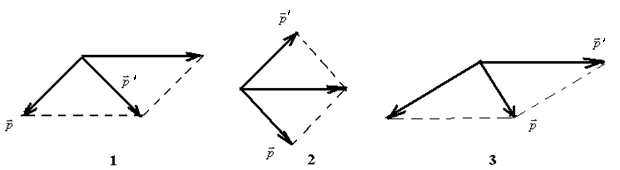 p⃗ p⃗′ 1
p⃗′ p⃗ 2
p⃗′ p⃗ 3